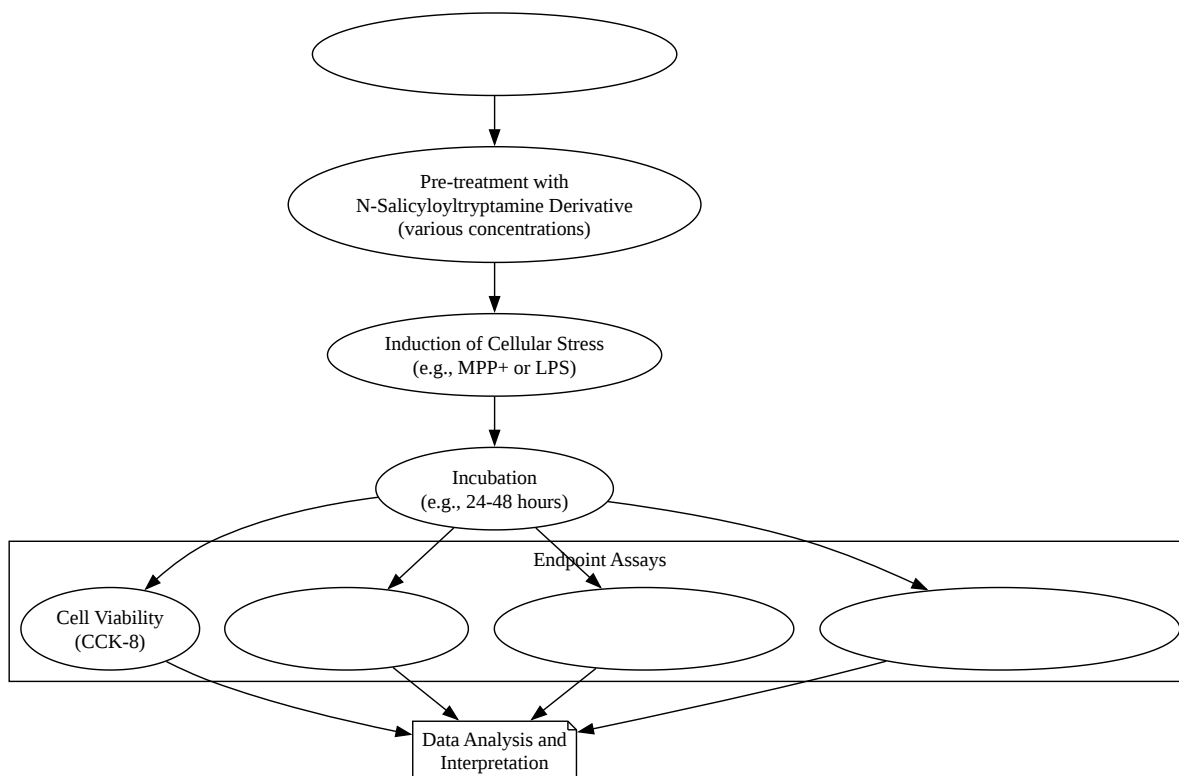 Pre-treatment with
N-Salicyloyltryptamine Derivative
(various concentrations)
Induction of Cellular Stress
(e.g., MPP+ or LPS)
Incubation
(e.g., 24-48 hours)
Endpoint Assays
Cell Viability
(CCK-8)
Data Analysis and
Interpretation